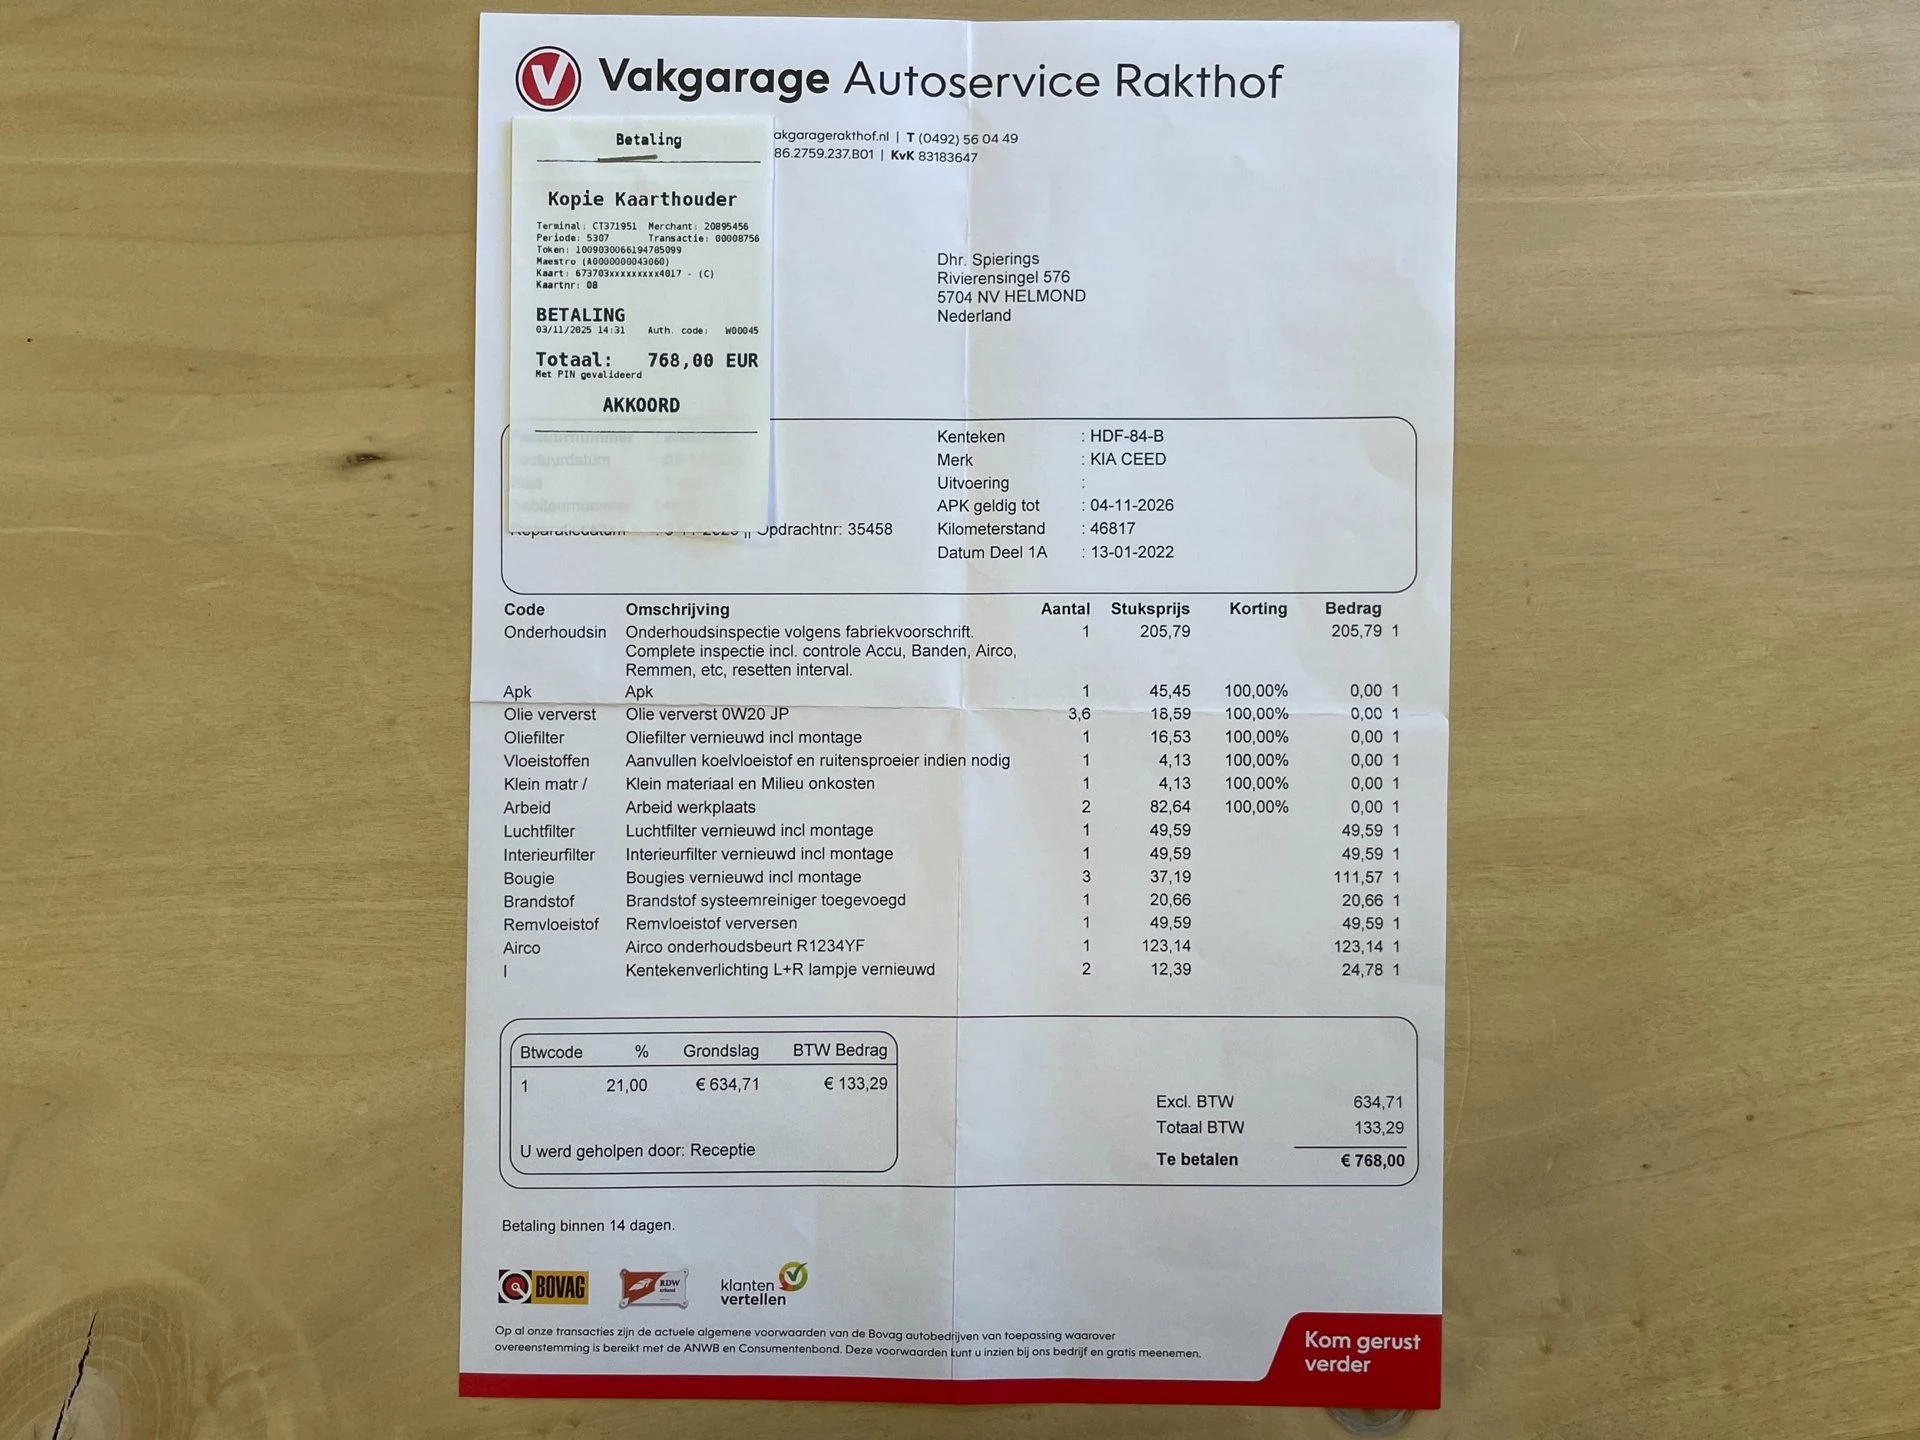 Vakgarage Autoservice Rakthof
akgaragerakthof.nl | T (0492) 56 04 49
86.2759.237.B01 | KvK 83183647
Betaling
Kopie Kaarthouder
Terminal: CT371951 Merchant: 20895456
Periode: 5307 Transactie: 00008756
Token: 1009030066194785099
Maestro (A0000000043060)
Kaart: 673703xxxxxxxxx4017 - (C)
Kaartnr: 08
BETALING
03/11/2025 14:31 Auth. code: W00045
Totaal: 768,00 EUR
Met PIN gevalideerd
AKKOORD
Dhr. Spierings
Rivierensingel 576
5704 NV HELMOND
Nederland
Opdrachtnr: 35458
Kenteken : HDF-84-B
Merk : KIA CEED
Uitvoering :
APK geldig tot : 04-11-2026
Kilometerstand : 46817
Datum Deel 1A : 13-01-2022
Code Omschrijving Aantal Stuksprijs Korting Bedrag
Onderhoudsin Onderhoudsinspectie volgens fabriekvoorschrift. 1 205,79 205,79 1
Complete inspectie incl. controle Accu, Banden, Airco,
Remmen, etc, resetten interval.
Apk Apk 1 45,45 100,00% 0,00 1
Olie ververst Olie ververst 0W20 JP 3,6 18,59 100,00% 0,00 1
Oliefilter Oliefilter vernieuwd incl montage 1 16,53 100,00% 0,00 1
Vloeistoffen Aanvullen koelvloeistof en ruitensproeier indien nodig 1 4,13 100,00% 0,00 1
Klein matr / Klein materiaal en Milieu onkosten 1 4,13 100,00% 0,00 1
Arbeid Arbeid werkplaats 2 82,64 100,00% 0,00 1
Luchtfilter Luchtfilter vernieuwd incl montage 1 49,59 49,59 1
Interieurfilter Interieurfilter vernieuwd incl montage 1 49,59 49,59 1
Bougie Bougies vernieuwd incl montage 3 37,19 111,57 1
Brandstof Brandstof systeemreiniger toegevoegd 1 20,66 20,66 1
Remvloeistof Remvloeistof verversen 1 49,59 49,59 1
Airco Airco onderhoudsbeurt R1234YF 1 123,14 123,14 1
I Kentekenverlichting L+R lampje vernieuwd 2 12,39 24,78 1
Btwcode % Grondslag BTW Bedrag
1 21,00 € 634,71 € 133,29
U werd geholpen door: Receptie
Excl. BTW 634,71
Totaal BTW 133,29
Te betalen € 768,00
Betaling binnen 14 dagen.
BOVAG
RDW
erkend
klanten
vertellen
Op al onze transacties zijn de actuele algemene voorwaarden van de Bovag autobedrijven van toepassing waarover
overeenstemming is bereikt met de ANWB en Consumentenbond. Deze voorwaarden kunt u inzien bij ons bedrijf en gratis meenemen.
Kom gerust
verder